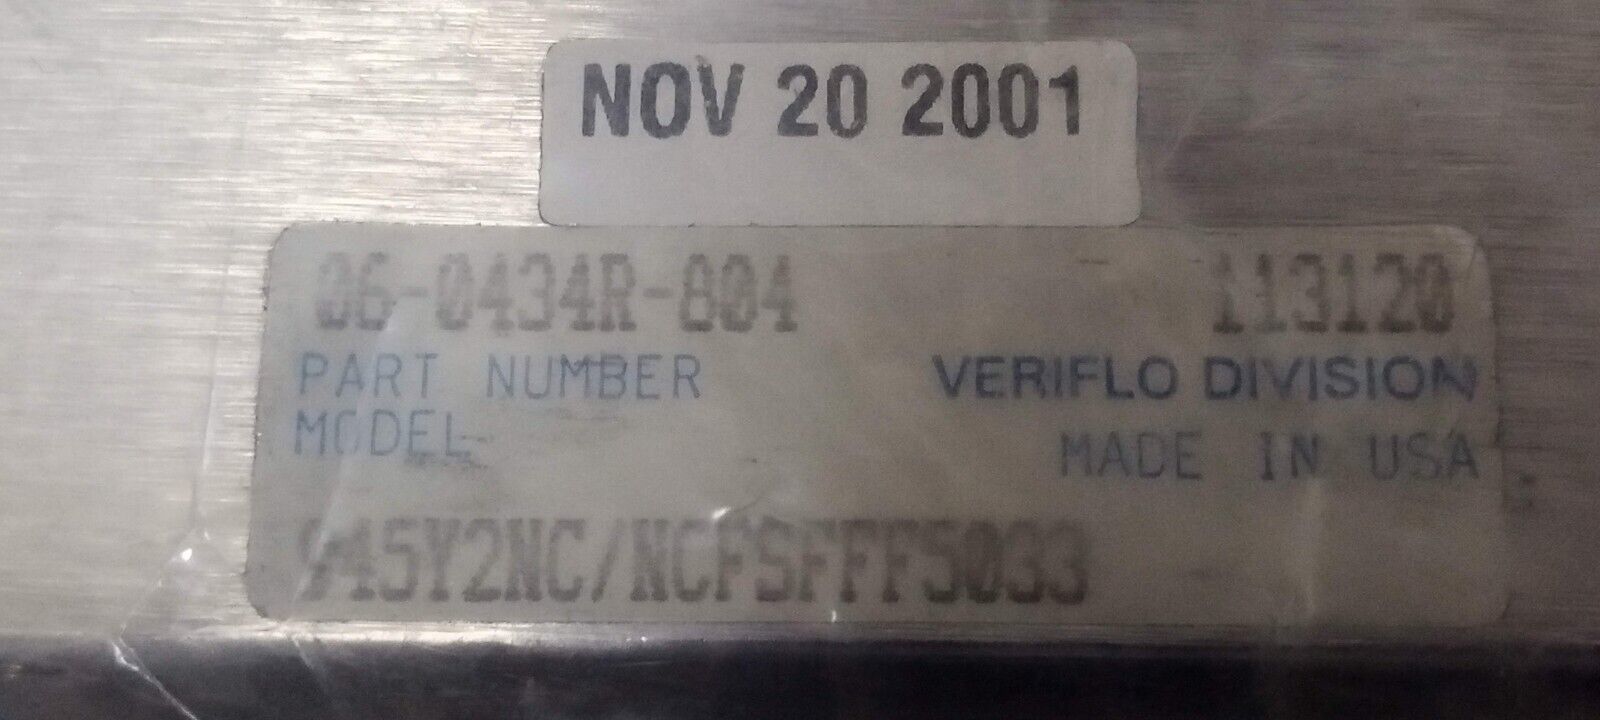 NOV 20 2001
06-0434R-804 113120
PART NUMBER VERIFLO DIVISION
MODEL MADE IN USA
945Y2NC/NCFSFFF5033